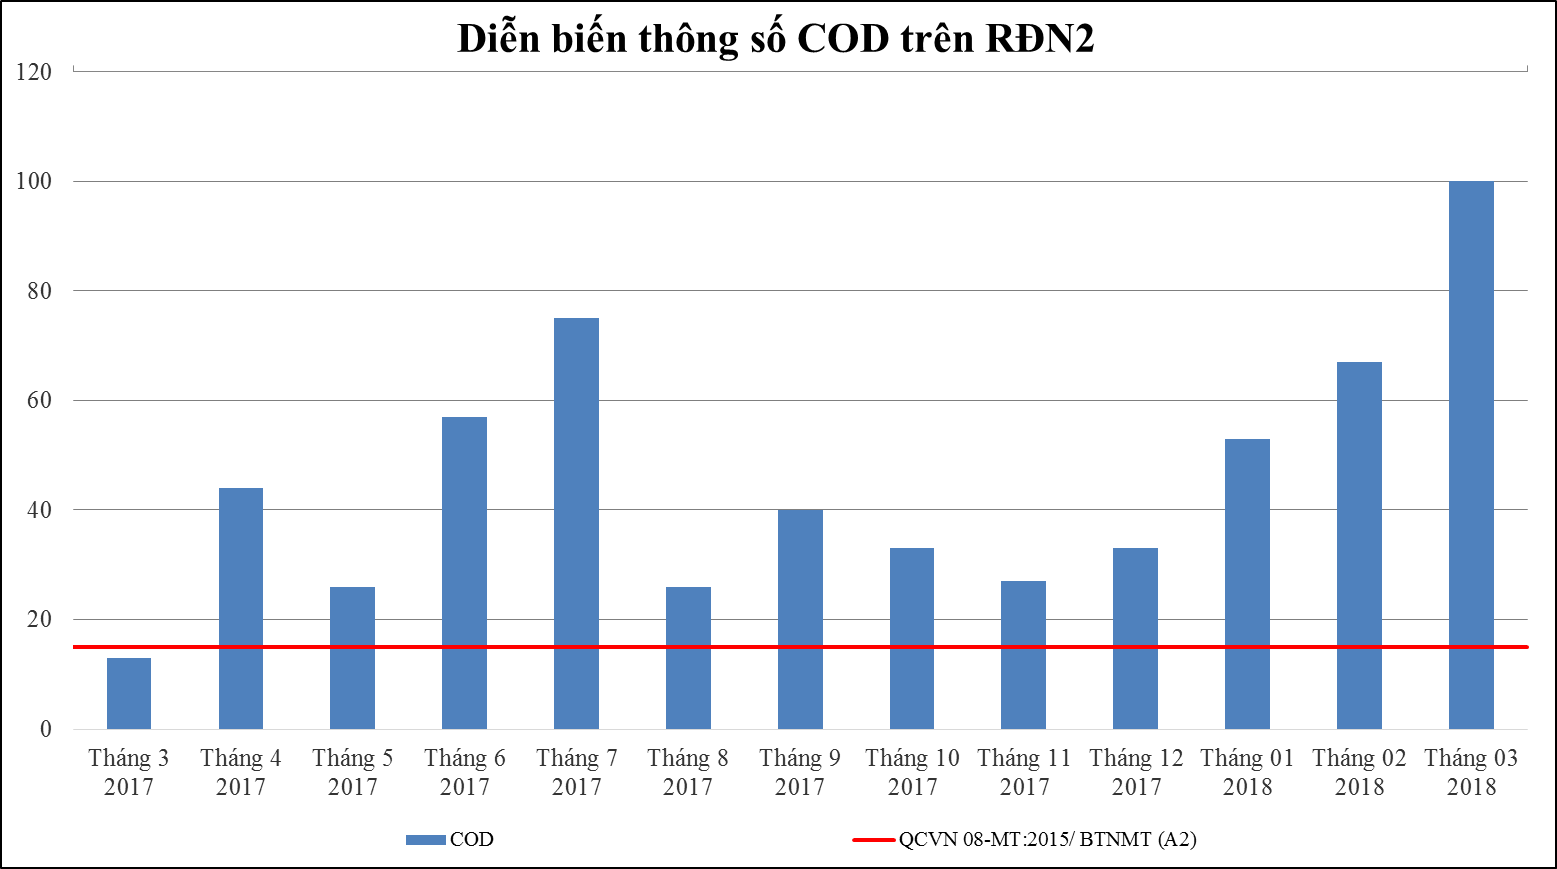 Diễn biến thông số COD trên RĐN2
120
100
80
60
40
20
0
Tháng 3 2017
Tháng 4 2017
Tháng 5 2017
Tháng 6 2017
Tháng 7 2017
Tháng 8 2017
Tháng 9 2017
Tháng 10 2017
Tháng 11 2017
Tháng 12 2017
Tháng 01 2018
Tháng 02 2018
Tháng 03 2018
COD
QCVN 08-MT:2015/ BTNMT (A2)